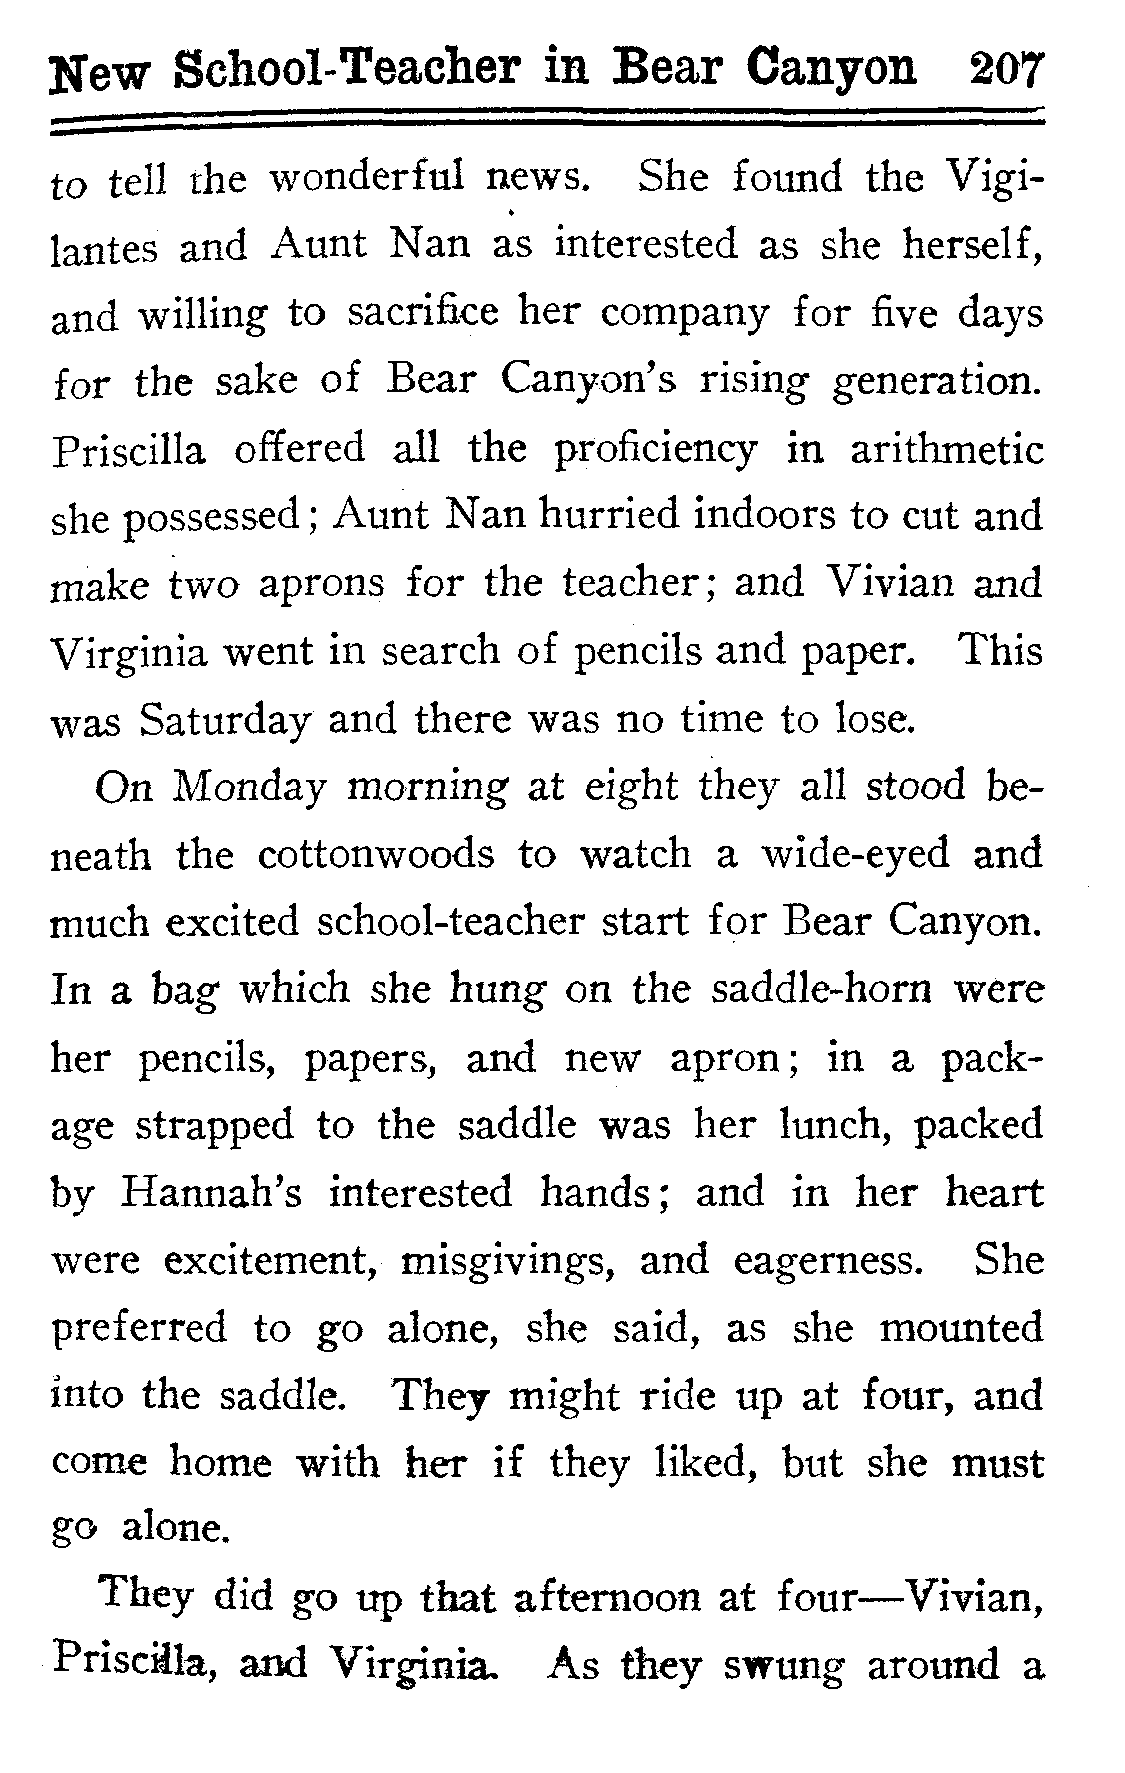 New School-Teacher in Bear Canyon 207
to tell the wonderful news. She found the Vigi-
lantes and Aunt Nan as interested as she herself,
and willing to sacrifice her company for five days
for the sake of Bear Canyon's rising generation.
Priscilla offered all the proficiency in arithmetic
she possessed; Aunt Nan hurried indoors to cut and
make two aprons for the teacher; and Vivian and
Virginia went in search of pencils and paper. This
was Saturday and there was no time to lose.
On Monday morning at eight they all stood be-
neath the cottonwoods to watch a wide-eyed and
much excited school-teacher start for Bear Canyon.
In a bag which she hung on the saddle-horn were
her pencils, papers, and new apron; in a pack-
age strapped to the saddle was her lunch, packed
by Hannah's interested hands; and in her heart
were excitement, misgivings, and eagerness. She
preferred to go alone, she said, as she mounted
into the saddle. They might ride up at four, and
come home with her if they liked, but she must
go alone.
They did go up that afternoon at four—Vivian,
Priscilla, and Virginia. As they swung around a